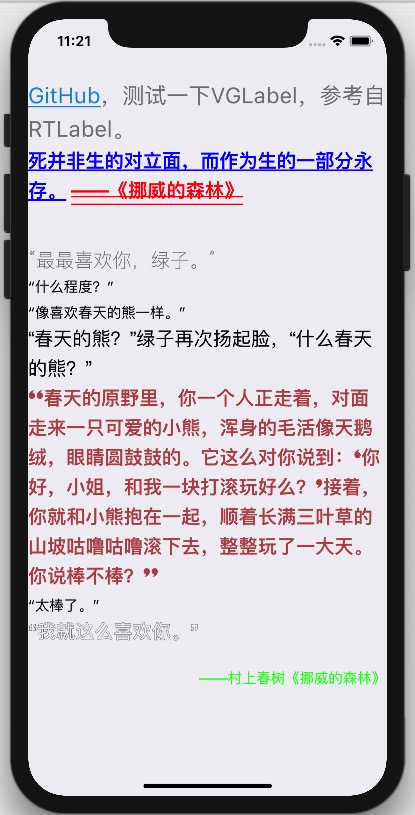 11:21
GitHub，测试一下VGLabel，参考自
RTLabel。
死并非生的对立面，而作为生的一部分永
存。——《挪威的森林》
“最最喜欢你，绿子。”
“什么程度？”
“像喜欢春天的熊一样。”
“春天的熊？”绿子再次扬起脸，“什么春天
的熊？”
“春天的原野里，你一个人正走着，对面
走来一只可爱的小熊，浑身的毛活像天鹅
绒，眼睛圆鼓鼓的。它这么对你说到：‘你
好，小姐，和我一块打滚玩好么？’接着，
你就和小熊抱在一起，顺着长满三叶草的
山坡咕噜咕噜滚下去，整整玩了一大天。
你说棒不棒？”
“太棒了。”
“我就这么喜欢你。”
——村上春树《挪威的森林》